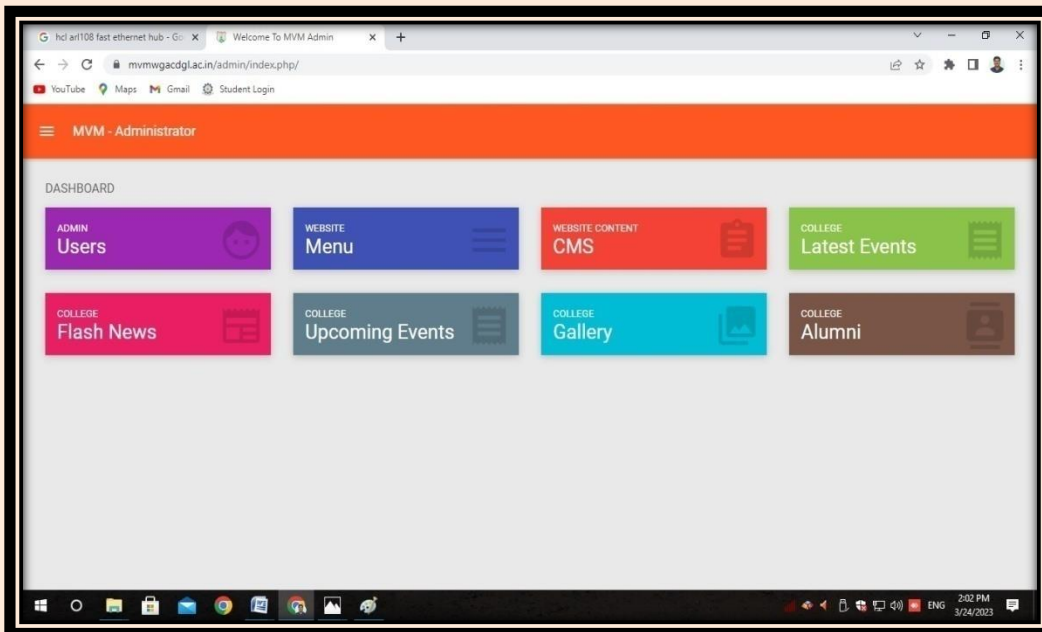 hcl arl108 fast ethernet hub - Go
Welcome To MVM Admin
mvmwgacdgl.ac.in/admin/index.php/
YouTube
Maps
Gmail
Student Login
MVM - Administrator
DASHBOARD
ADMIN
Users
WEBSITE
Menu
WEBSITE CONTENT
CMS
COLLEGE
Latest Events
COLLEGE
Flash News
COLLEGE
Upcoming Events
COLLEGE
Gallery
COLLEGE
Alumni
ENG
2:02 PM
3/24/2023